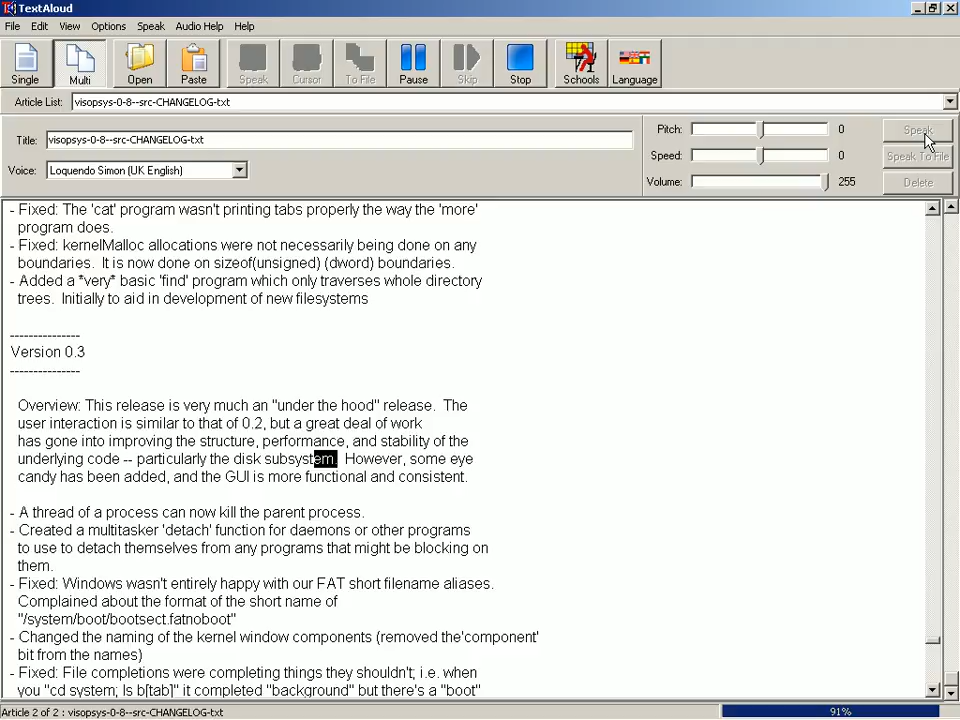 TextAloud
File Edit View Options Speak Audio Help Help
Single Multi Open Paste Speak Cursor To File Pause Skip Stop Schools Language
Article List: visopsys-0-8--src-CHANGELOG-txt
Title: visopsys-0-8--src-CHANGELOG-txt
Voice: Loquendo Simon (UK English)
Pitch: 0 Speak
Speed: 0 Speak To File
Volume: 255 Delete
- Fixed: The 'cat' program wasn't printing tabs properly the way the 'more'
program does.
- Fixed: kernelMalloc allocations were not necessarily being done on any
boundaries. It is now done on sizeof(unsigned) (dword) boundaries.
- Added a *very* basic 'find' program which only traverses whole directory
trees. Initially to aid in development of new filesystems
---------------
Version 0.3
---------------
Overview: This release is very much an "under the hood" release. The
user interaction is similar to that of 0.2, but a great deal of work
has gone into improving the structure, performance, and stability of the
underlying code -- particularly the disk subsystem. However, some eye
candy has been added, and the GUI is more functional and consistent.
- A thread of a process can now kill the parent process.
- Created a multitasker 'detach' function for daemons or other programs
to use to detach themselves from any programs that might be blocking on
them.
- Fixed: Windows wasn't entirely happy with our FAT short filename aliases.
Complained about the format of the short name of
"/system/boot/bootsect.fatnoboot"
- Changed the naming of the kernel window components (removed the'component'
bit from the names)
- Fixed: File completions were completing things they shouldn't; i.e. when
you "cd system; ls b[tab]" it completed "background" but there's a "boot"
Article 2 of 2 : visopsys-0-8--src-CHANGELOG-txt 91%